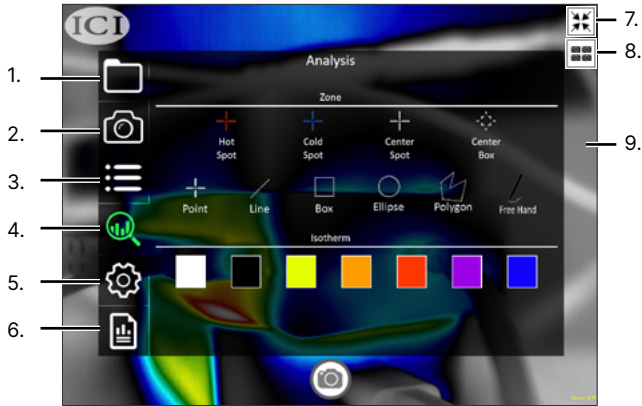 ICI
7.
8.
Analysis
1.
Zone
2.
9.
Hot Spot
Cold Spot
Center Spot
Center Box
3.
Point
Line
Box
Ellipse
Polygon
Free Hand
4.
Isotherm
5.
6.